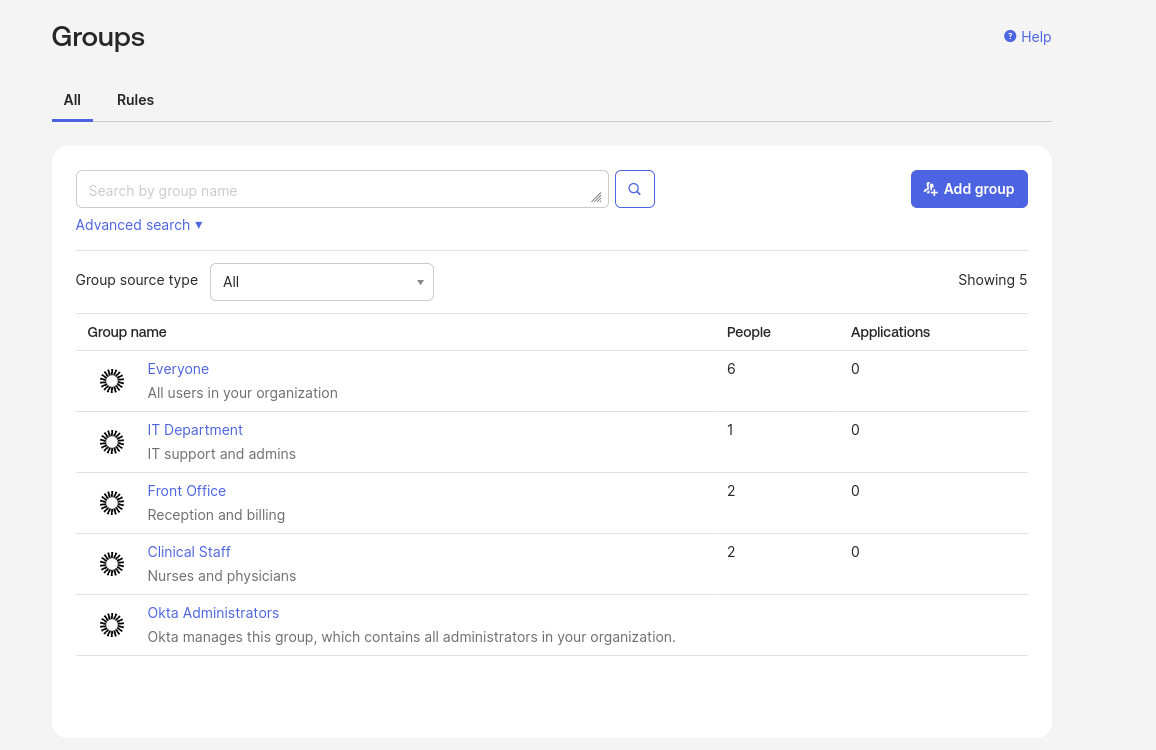 Groups
Help
All Rules
Search by group name
Add group
Advanced search ▼
Group source type All Showing 5
Group name People Applications
Everyone 6 0
All users in your organization
IT Department 1 0
IT support and admins
Front Office 2 0
Reception and billing
Clinical Staff 2 0
Nurses and physicians
Okta Administrators
Okta manages this group, which contains all administrators in your organization.